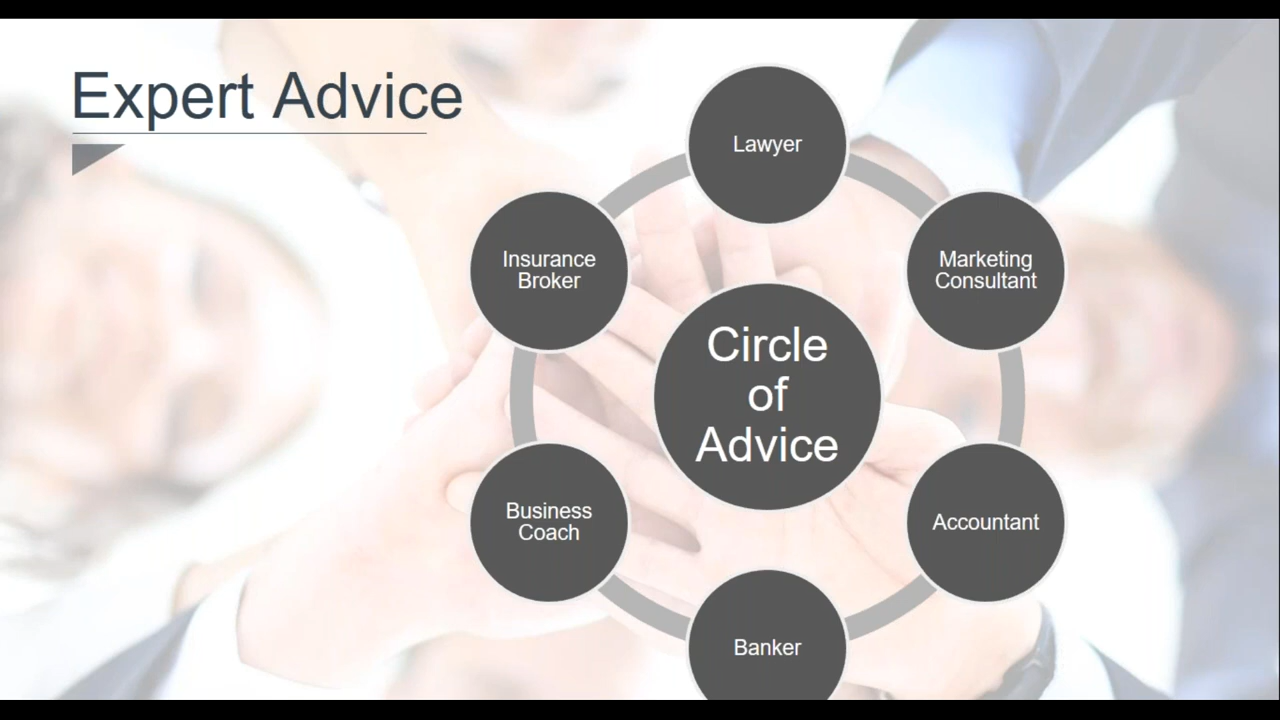 Expert Advice
Lawyer
Marketing
Consultant
Accountant
Banker
Business
Coach
Insurance
Broker
Circle
of
Advice